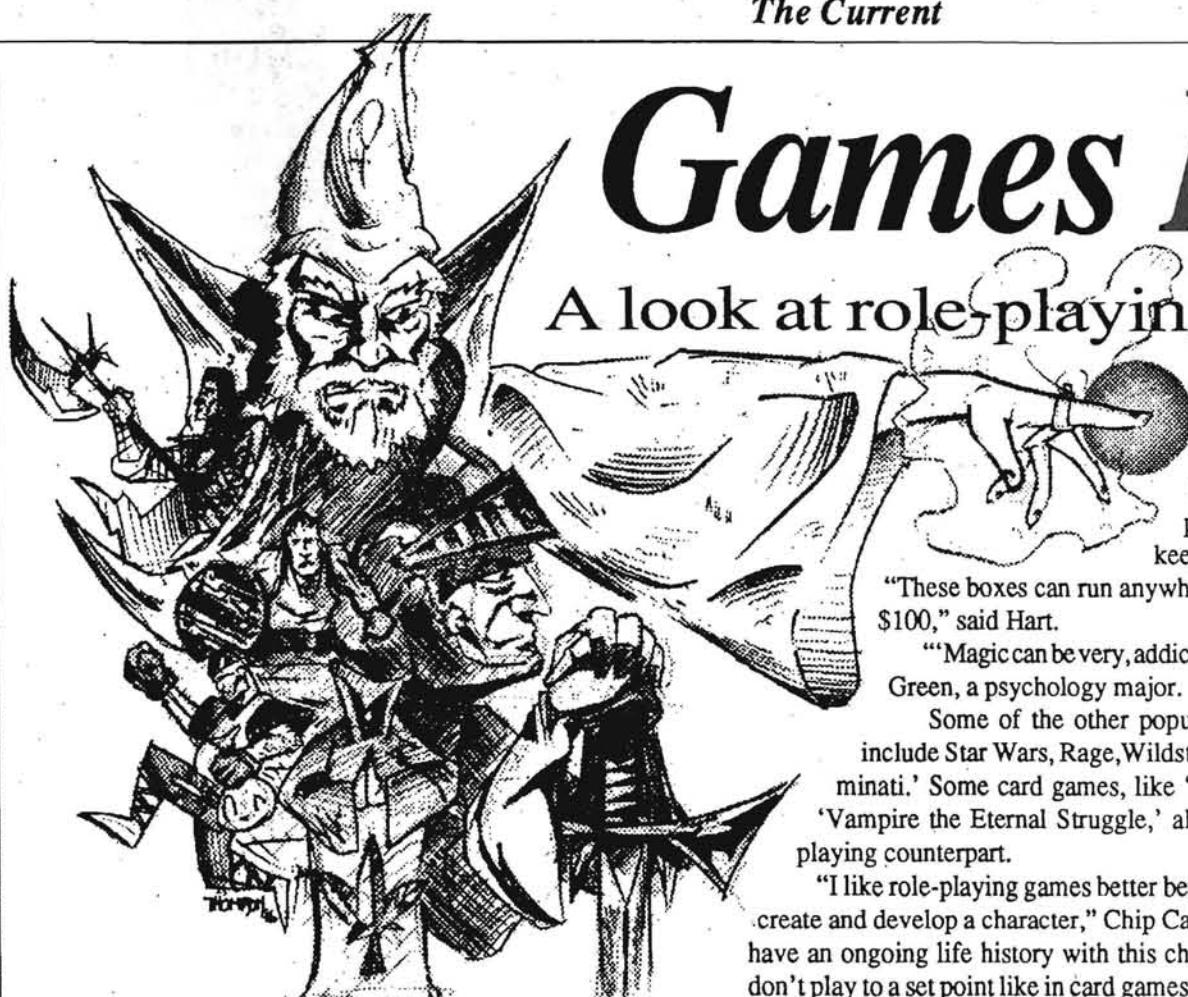 The Current
Games
A look at role-playin
kee
“These boxes can run anywh
$100,” said Hart.
“‘Magic can be very, addic
Green, a psychology major.
Some of the other popu
include Star Wars, Rage,Wildst
minati.’ Some card games, like ‘
‘Vampire the Eternal Struggle,’ al
playing counterpart.
“I like role-playing games better be
create and develop a character,” Chip Ca
have an ongoing life history with this ch
don’t play to a set point like in card games
THOMPSON